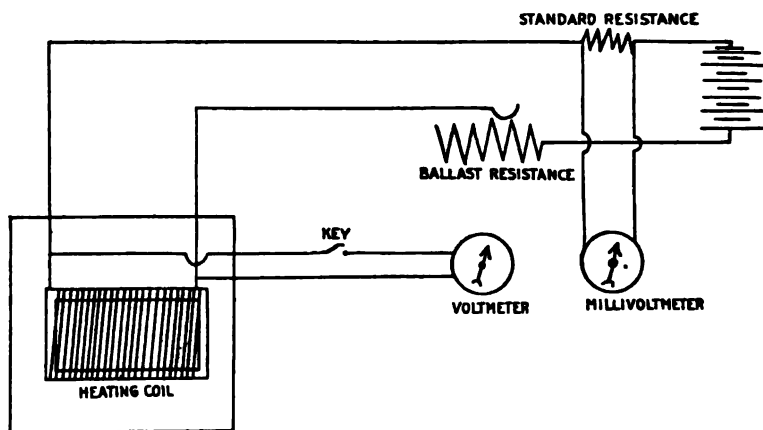 STANDARD RESISTANCE
BALLAST RESISTANCE
KEY
VOLTMETER
MILLIVOLTMETER
HEATING COIL